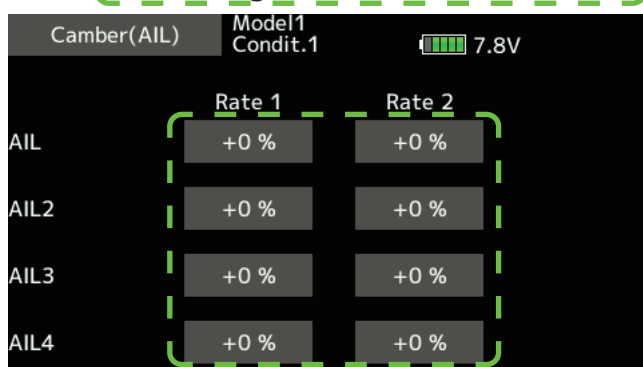 Camber(AIL) Model1
Condit.1 7.8V
Rate 1 Rate 2
AIL +0 % +0 %
AIL2 +0 % +0 %
AIL3 +0 % +0 %
AIL4 +0 % +0 %